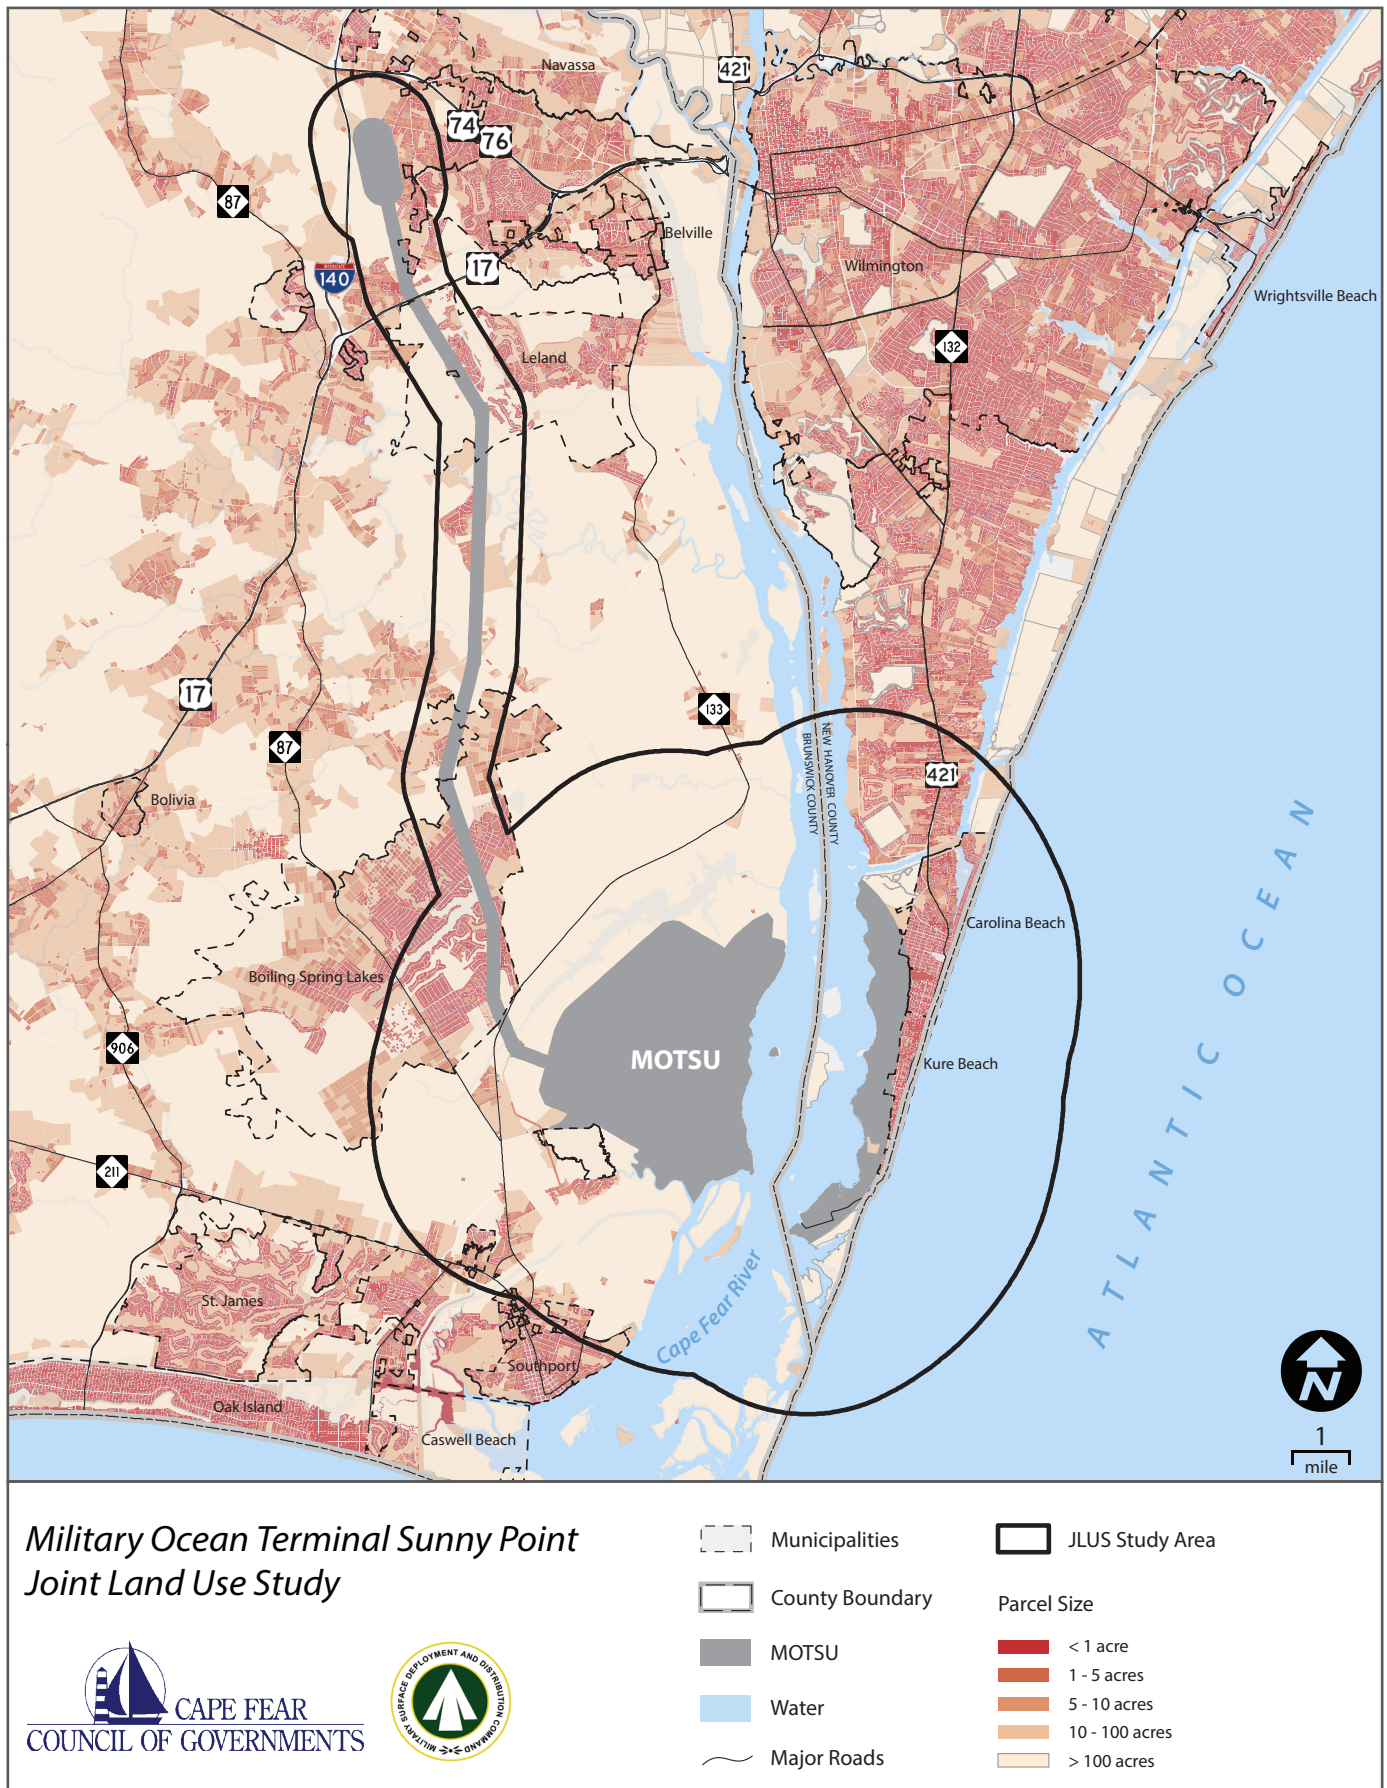 Navassa
421
74
76
87
Belville
17
140
Wilmington
Wrightsville Beach
132
Leland
133
17
87
NEW HANOVER COUNTY
BRUNSWICK COUNTY
421
Bolivia
ATLANTIC OCEAN
Carolina Beach
Boiling Spring Lakes
906
MOTSU
Kure Beach
211
Cape Fear River
St. James
Southport
Oak Island
Caswell Beach
N
1
mile
Military Ocean Terminal Sunny Point
Joint Land Use Study
CAPE FEAR
COUNCIL OF GOVERNMENTS
MILITARY SURFACE DEPLOYMENT AND DISTRIBUTION COMMAND
Municipalities
County Boundary
MOTSU
Water
Major Roads
JLUS Study Area
Parcel Size
< 1 acre
1 - 5 acres
5 - 10 acres
10 - 100 acres
> 100 acres